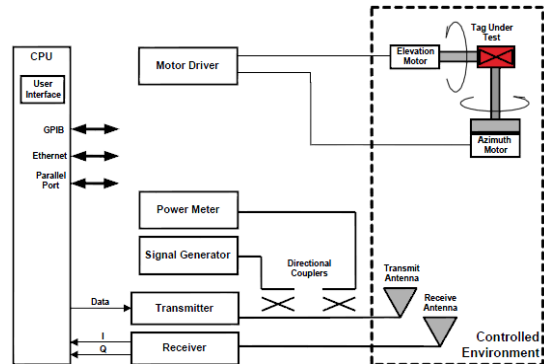 CPU
User
Interface
GPIB
Ethernet
Parallel
Port
Motor Driver
Elevation
Motor
Tag Under
Test
Azimuth
Motor
Power Meter
Signal Generator
Directional
Couplers
Data
Transmitter
I
Q
Receiver
Transmit
Antenna
Receive
Antenna
Controlled
Environment